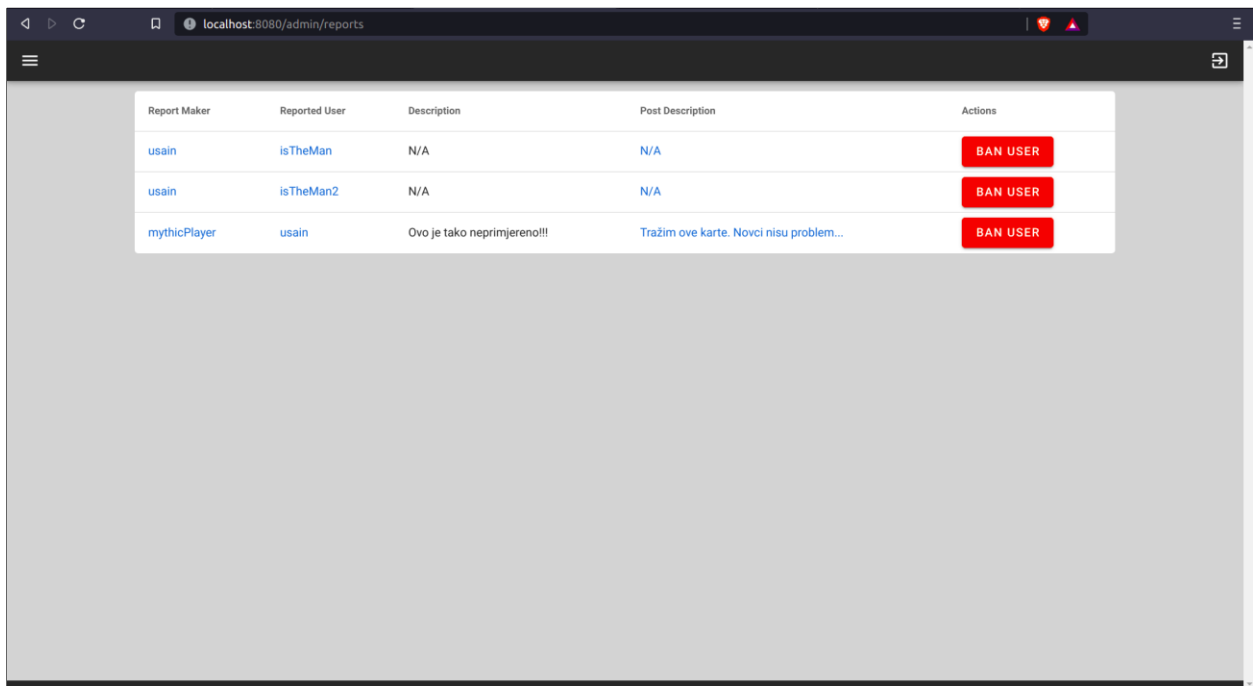 localhost:8080/admin/reports
Report Maker Reported User Description Post Description Actions
usain isTheMan N/A N/A BAN USER
usain isTheMan2 N/A N/A BAN USER
mythicPlayer usain Ovo je tako neprimjereno!!! Tražim ove karte. Novci nisu problem... BAN USER